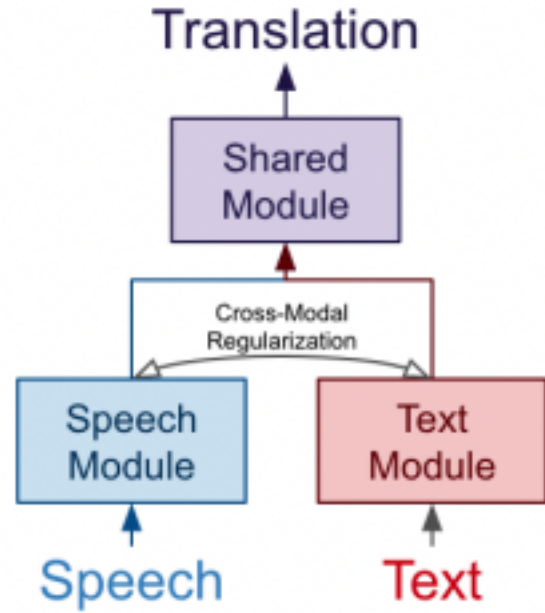 Translation
Shared
Module
Cross-Modal
Regularization
Speech
Module
Text
Module
Speech
Text